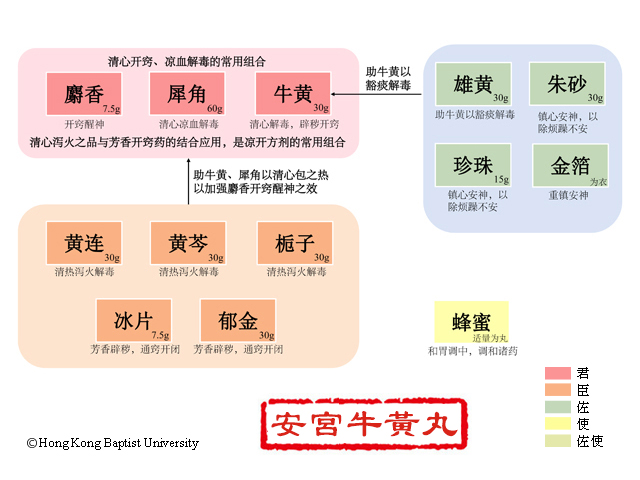 清心开窍、凉血解毒的常用组合
麝香
7.5g
开窍醒神
犀角
60g
清心凉血解毒
牛黄
30g
清心解毒，辟秽开窍
清心泻火之品与芳香开窍药的结合应用，是凉开方剂的常用组合
助牛黄以
豁痰解毒
雄黄
30g
助牛黄以豁痰解毒
朱砂
30g
镇心安神，以
除烦躁不安
珍珠
15g
镇心安神，以
除烦躁不安
金箔
为衣
重镇安神
助牛黄、犀角以清心包之热
以加强麝香开窍醒神之效
黄连
30g
清热泻火解毒
黄芩
30g
清热泻火解毒
栀子
30g
清热泻火解毒
冰片
7.5g
芳香辟秽，通窍开闭
郁金
30g
芳香辟秽，通窍开闭
蜂蜜
适量为丸
和胃调中，调和诸药
君
臣
佐
使
佐使
安宫牛黃丸
©Hong Kong Baptist University